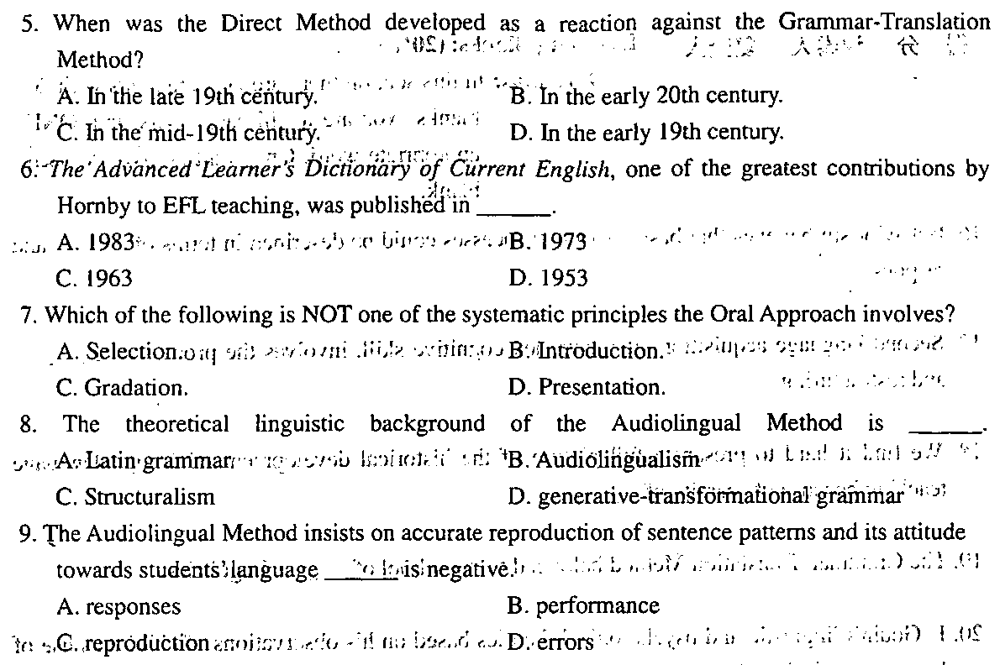 5. When was the Direct Method developed as a reaction against the Grammar-Translation
Method?
A. In the late 19th century. B. In the early 20th century.
C. In the mid-19th century. D. In the early 19th century.
6. The Advanced Learner's Dictionary of Current English, one of the greatest contributions by
Hornby to EFL teaching, was published in ______.
A. 1983 B. 1973
C. 1963 D. 1953
7. Which of the following is NOT one of the systematic principles the Oral Approach involves?
A. Selection. B. Introduction.
C. Gradation. D. Presentation.
8. The theoretical linguistic background of the Audiolingual Method is ______.
A. Latin grammar B. Audiolingualism
C. Structuralism D. generative-transformational grammar
9. The Audiolingual Method insists on accurate reproduction of sentence patterns and its attitude
towards students' language ______ is negative.
A. responses B. performance
C. reproduction D. errors